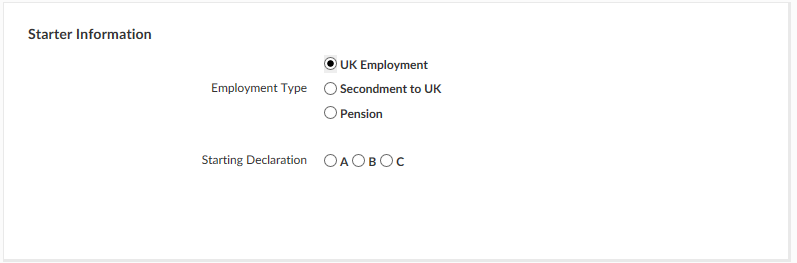 Starter Information
UK Employment
Employment Type
Secondment to UK
Pension
Starting Declaration
A B C